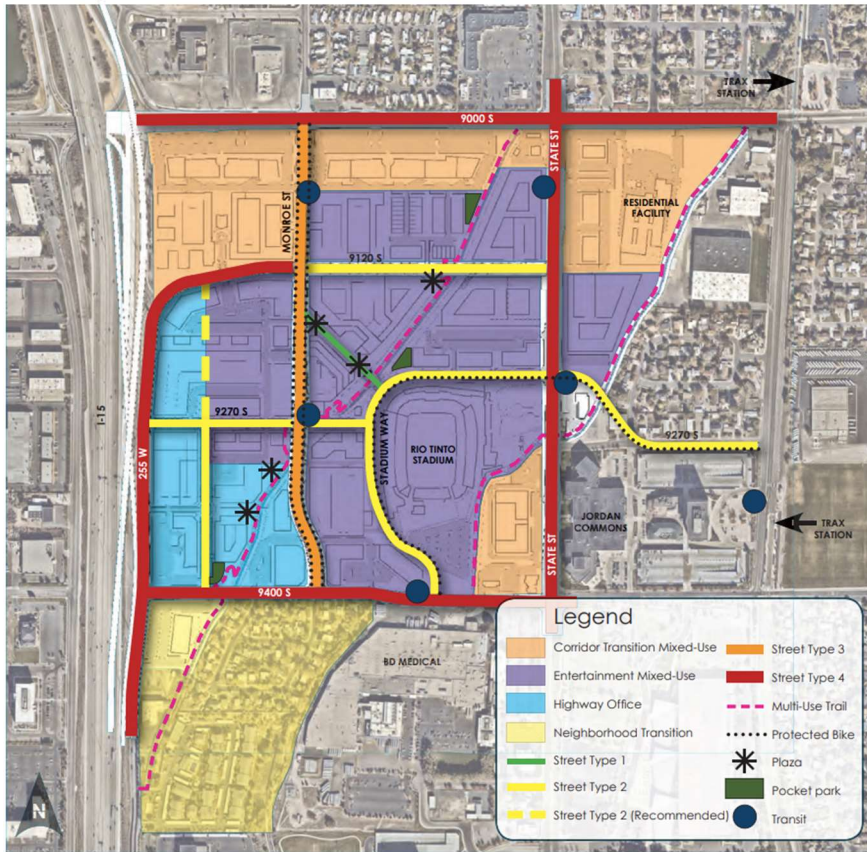 TRAX
STATION
9000 S
STATE ST
MONROE ST
RESIDENTIAL
FACILITY
9120 S
I-15
9270 S
255 W
STADIUM WAY
RIO TINTO
STADIUM
9270 S
JORDAN
COMMONS
TRAX
STATION
STATE ST
9400 S
BD MEDICAL
Legend
Corridor Transition Mixed-Use
Entertainment Mixed-Use
Highway Office
Neighborhood Transition
Street Type 1
Street Type 2
Street Type 2 (Recommended)
Street Type 3
Street Type 4
Multi-Use Trail
Protected Bike
Plaza
Pocket park
Transit
N